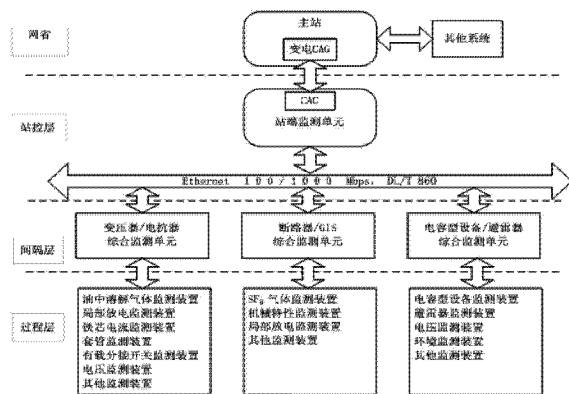 网省
主站
变电CAG
其他系统
站控层
CAC
站端监测单元
Ethernet 100/1000 Mbps, DL/T 860
间隔层
变压器/电抗器
综合监测单元
断路器/GIS
综合监测单元
电容型设备/避雷器
综合监测单元
过程层
油中溶解气体监测装置
局部放电监测装置
铁芯电流监测装置
套管监测装置
有载分接开关监测装置
电压监测装置
其他监测装置
SF₆ 气体监测装置
机械特性监测装置
局部放电监测装置
其他监测装置
电容型设备监测装置
避雷器监测装置
电压监测装置
环境监测装置
其他监测装置